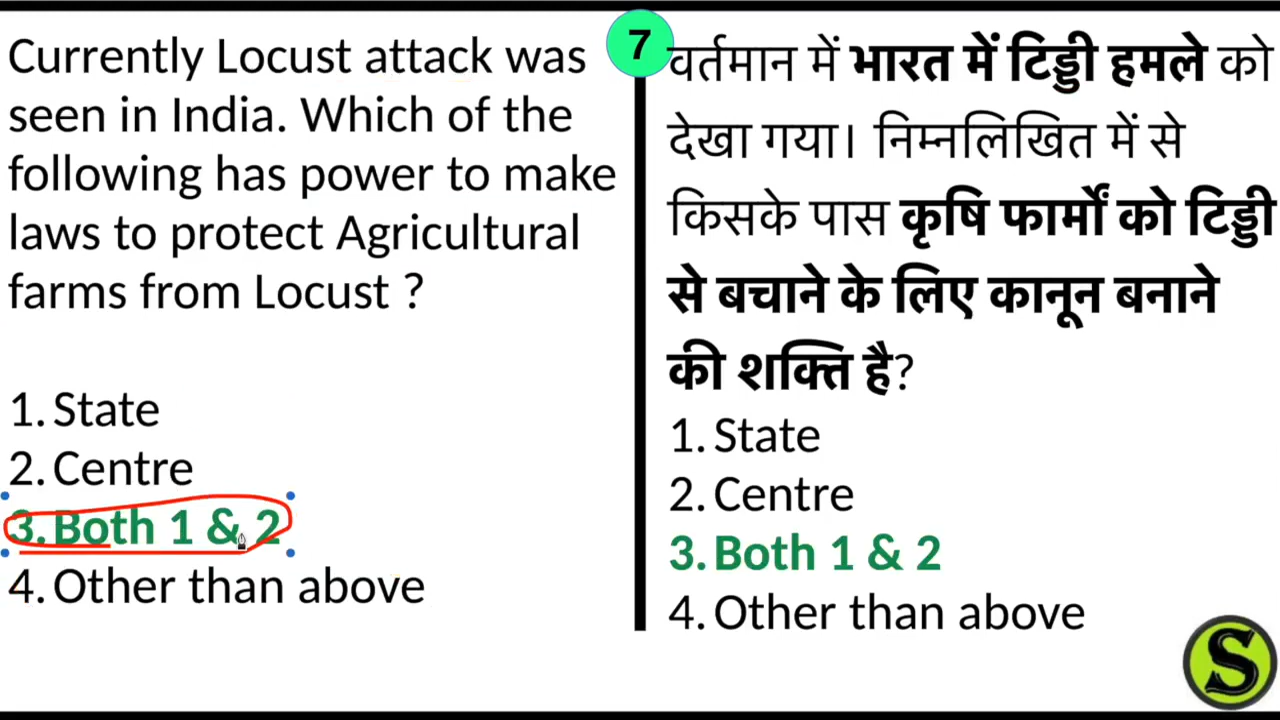 Currently Locust attack was
seen in India. Which of the
following has power to make
laws to protect Agricultural
farms from Locust ?
1. State
2. Centre
3. Both 1 & 2
4. Other than above
7
वर्तमान में भारत में टिड्डी हमले को
देखा गया। निम्नलिखित में से
किसके पास कृषि फार्मों को टिड्डी
से बचाने के लिए कानून बनाने
की शक्ति है?
1. State
2. Centre
3. Both 1 & 2
4. Other than above
S